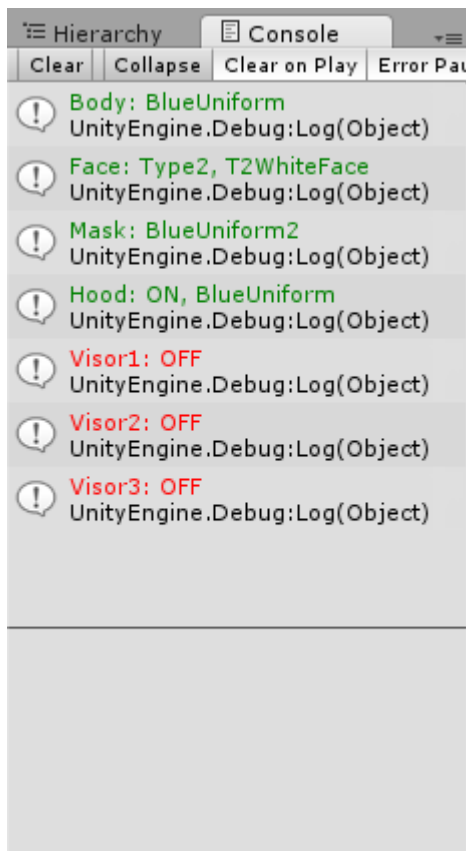 Hierarchy Console
Clear Collapse Clear on Play Error Pau
Body: BlueUniform
UnityEngine.Debug:Log(Object)
Face: Type2, T2WhiteFace
UnityEngine.Debug:Log(Object)
Mask: BlueUniform2
UnityEngine.Debug:Log(Object)
Hood: ON, BlueUniform
UnityEngine.Debug:Log(Object)
Visor1: OFF
UnityEngine.Debug:Log(Object)
Visor2: OFF
UnityEngine.Debug:Log(Object)
Visor3: OFF
UnityEngine.Debug:Log(Object)